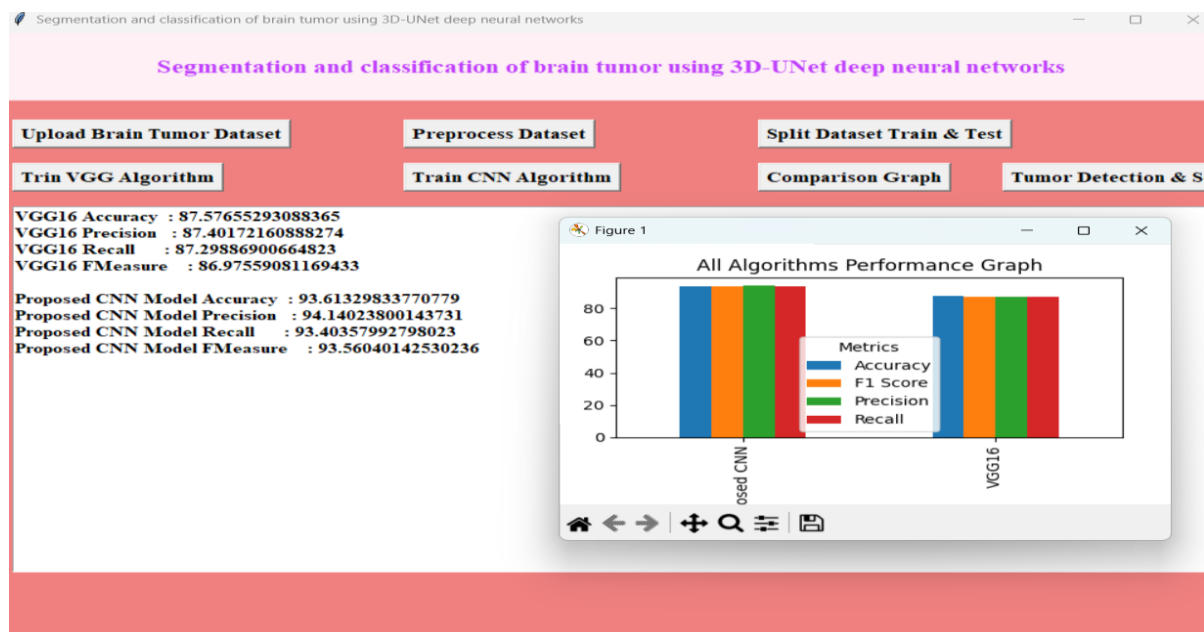 Segmentation and classification of brain tumor using 3D-UNet deep neural networks
Segmentation and classification of brain tumor using 3D-UNet deep neural networks
Upload Brain Tumor Dataset
Preprocess Dataset
Split Dataset Train & Test
Trin VGG Algorithm
Train CNN Algorithm
Comparison Graph
Tumor Detection & S
VGG16 Accuracy : 87.57655293088365
VGG16 Precision : 87.40172160888274
VGG16 Recall : 87.29886900664823
VGG16 FMeasure : 86.97559081169433
Proposed CNN Model Accuracy : 93.61329833770779
Proposed CNN Model Precision : 94.14023800143731
Proposed CNN Model Recall : 93.40357992798023
Proposed CNN Model FMeasure : 93.56040142530236
Figure 1
All Algorithms Performance Graph
80
60
40
20
0
Metrics
Accuracy
F1 Score
Precision
Recall
osed CNN
VGG16